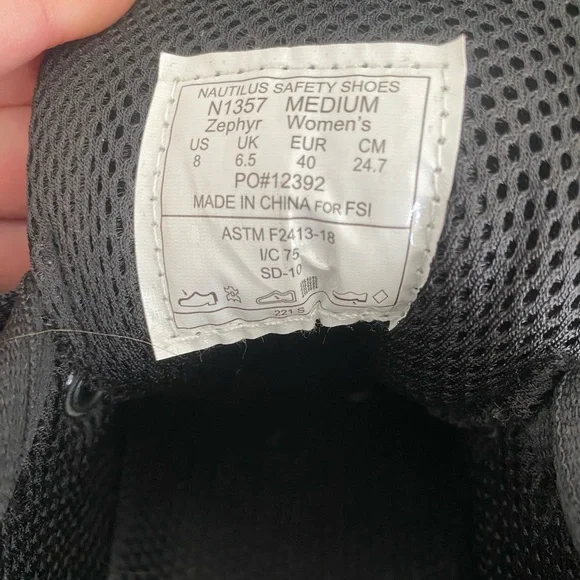 NAUTILUS SAFETY SHOES
N1357 MEDIUM
Zephyr Women's
US UK EUR CM
8 6.5 40 24.7
PO#12392
MADE IN CHINA FOR FSI
ASTM F2413-18
I/C 75
SD-10
221 S